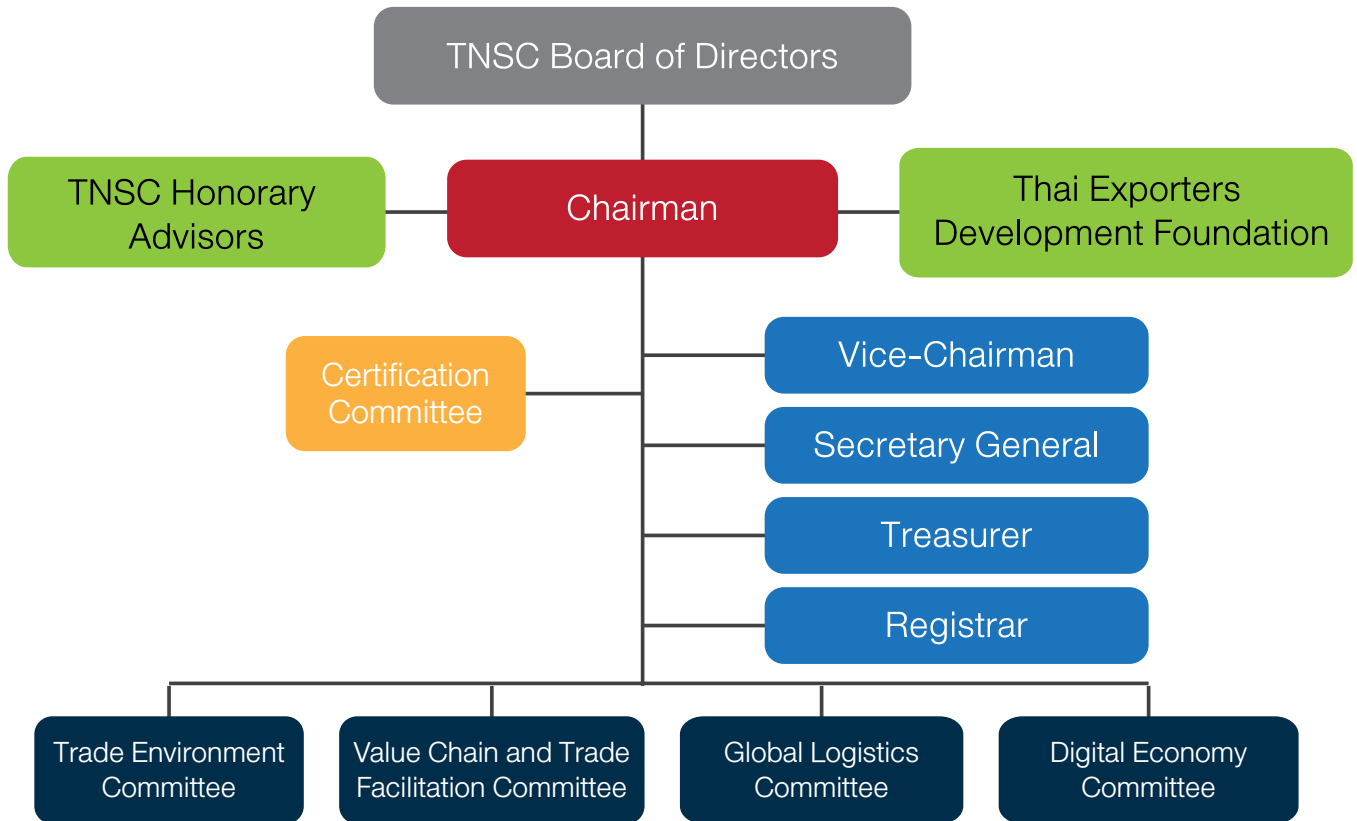 TNSC Board of Directors
TNSC Honorary
Advisors
Chairman
Thai Exporters
Development Foundation
Certification
Committee
Vice-Chairman
Secretary General
Treasurer
Registrar
Trade Environment
Committee
Value Chain and Trade
Facilitation Committee
Global Logistics
Committee
Digital Economy
Committee